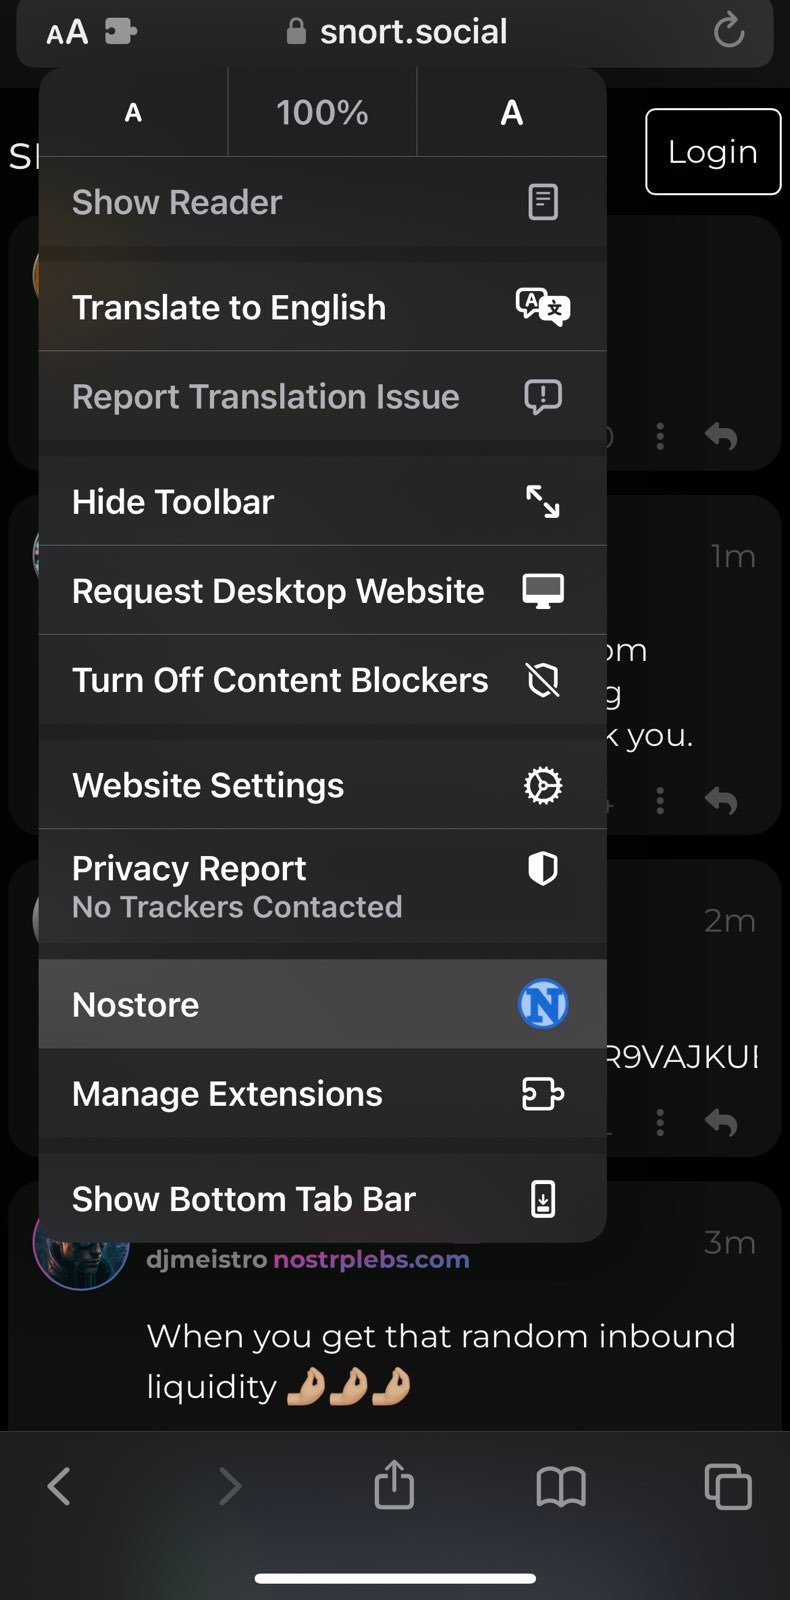 AA snort.social
A 100% A
Login
Show Reader
Translate to English
Report Translation Issue
Hide Toolbar
1m
Request Desktop Website
Turn Off Content Blockers
k you.
Website Settings
Privacy Report
No Trackers Contacted
2m
Nostore N
R9VAJKU
Manage Extensions
Show Bottom Tab Bar
3m
djmeistro nostrplebs.com
When you get that random inbound
liquidity 🤌🏼🤌🏼🤌🏼